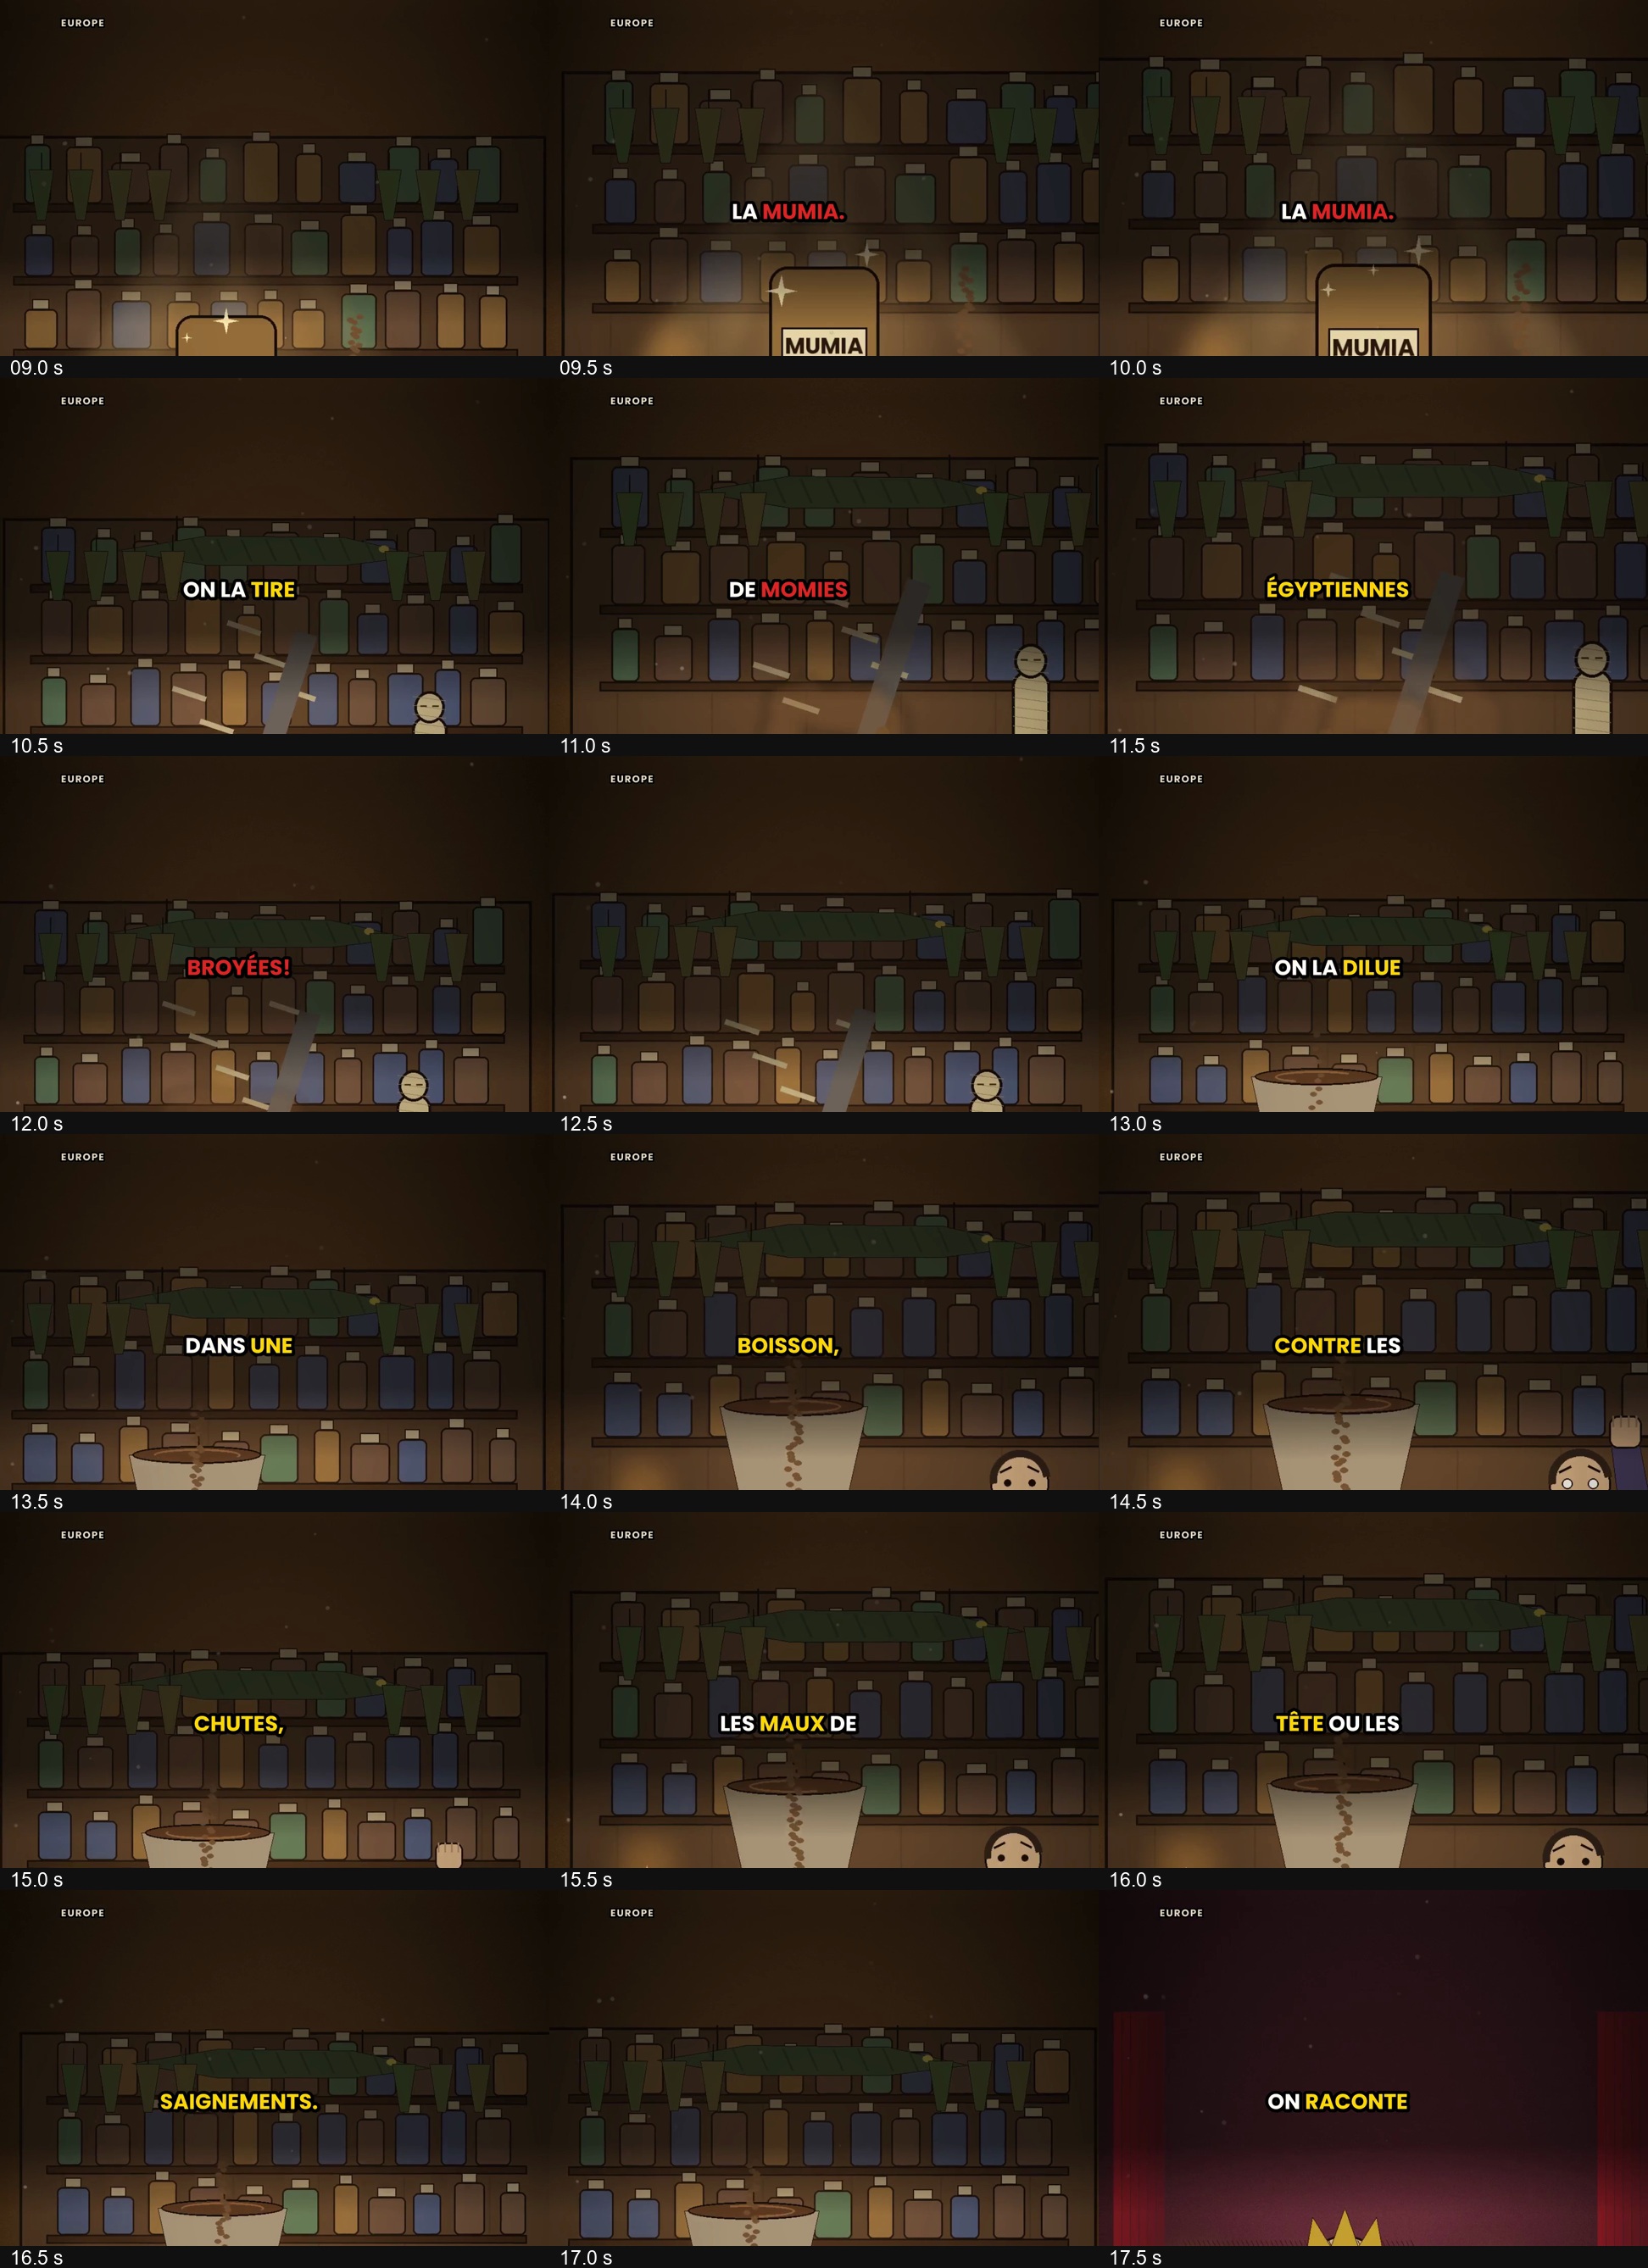 EUROPE
EUROPE
EUROPE
LA MUMIA.
MUMIA
LA MUMIA.
MUMIA
09.0 s
09.5 s
10.0 s
EUROPE
EUROPE
EUROPE
ON LA TIRE
DE MOMIES
ÉGYPTIENNES
10.5 s
11.0 s
11.5 s
EUROPE
EUROPE
EUROPE
BROYÉES!
ON LA DILUE
12.0 s
12.5 s
13.0 s
EUROPE
EUROPE
EUROPE
DANS UNE
BOISSON,
CONTRE LES
13.5 s
14.0 s
14.5 s
EUROPE
EUROPE
EUROPE
CHUTES,
LES MAUX DE
TÊTE OU LES
15.0 s
15.5 s
16.0 s
EUROPE
EUROPE
EUROPE
SAIGNEMENTS.
ON RACONTE
16.5 s
17.0 s
17.5 s